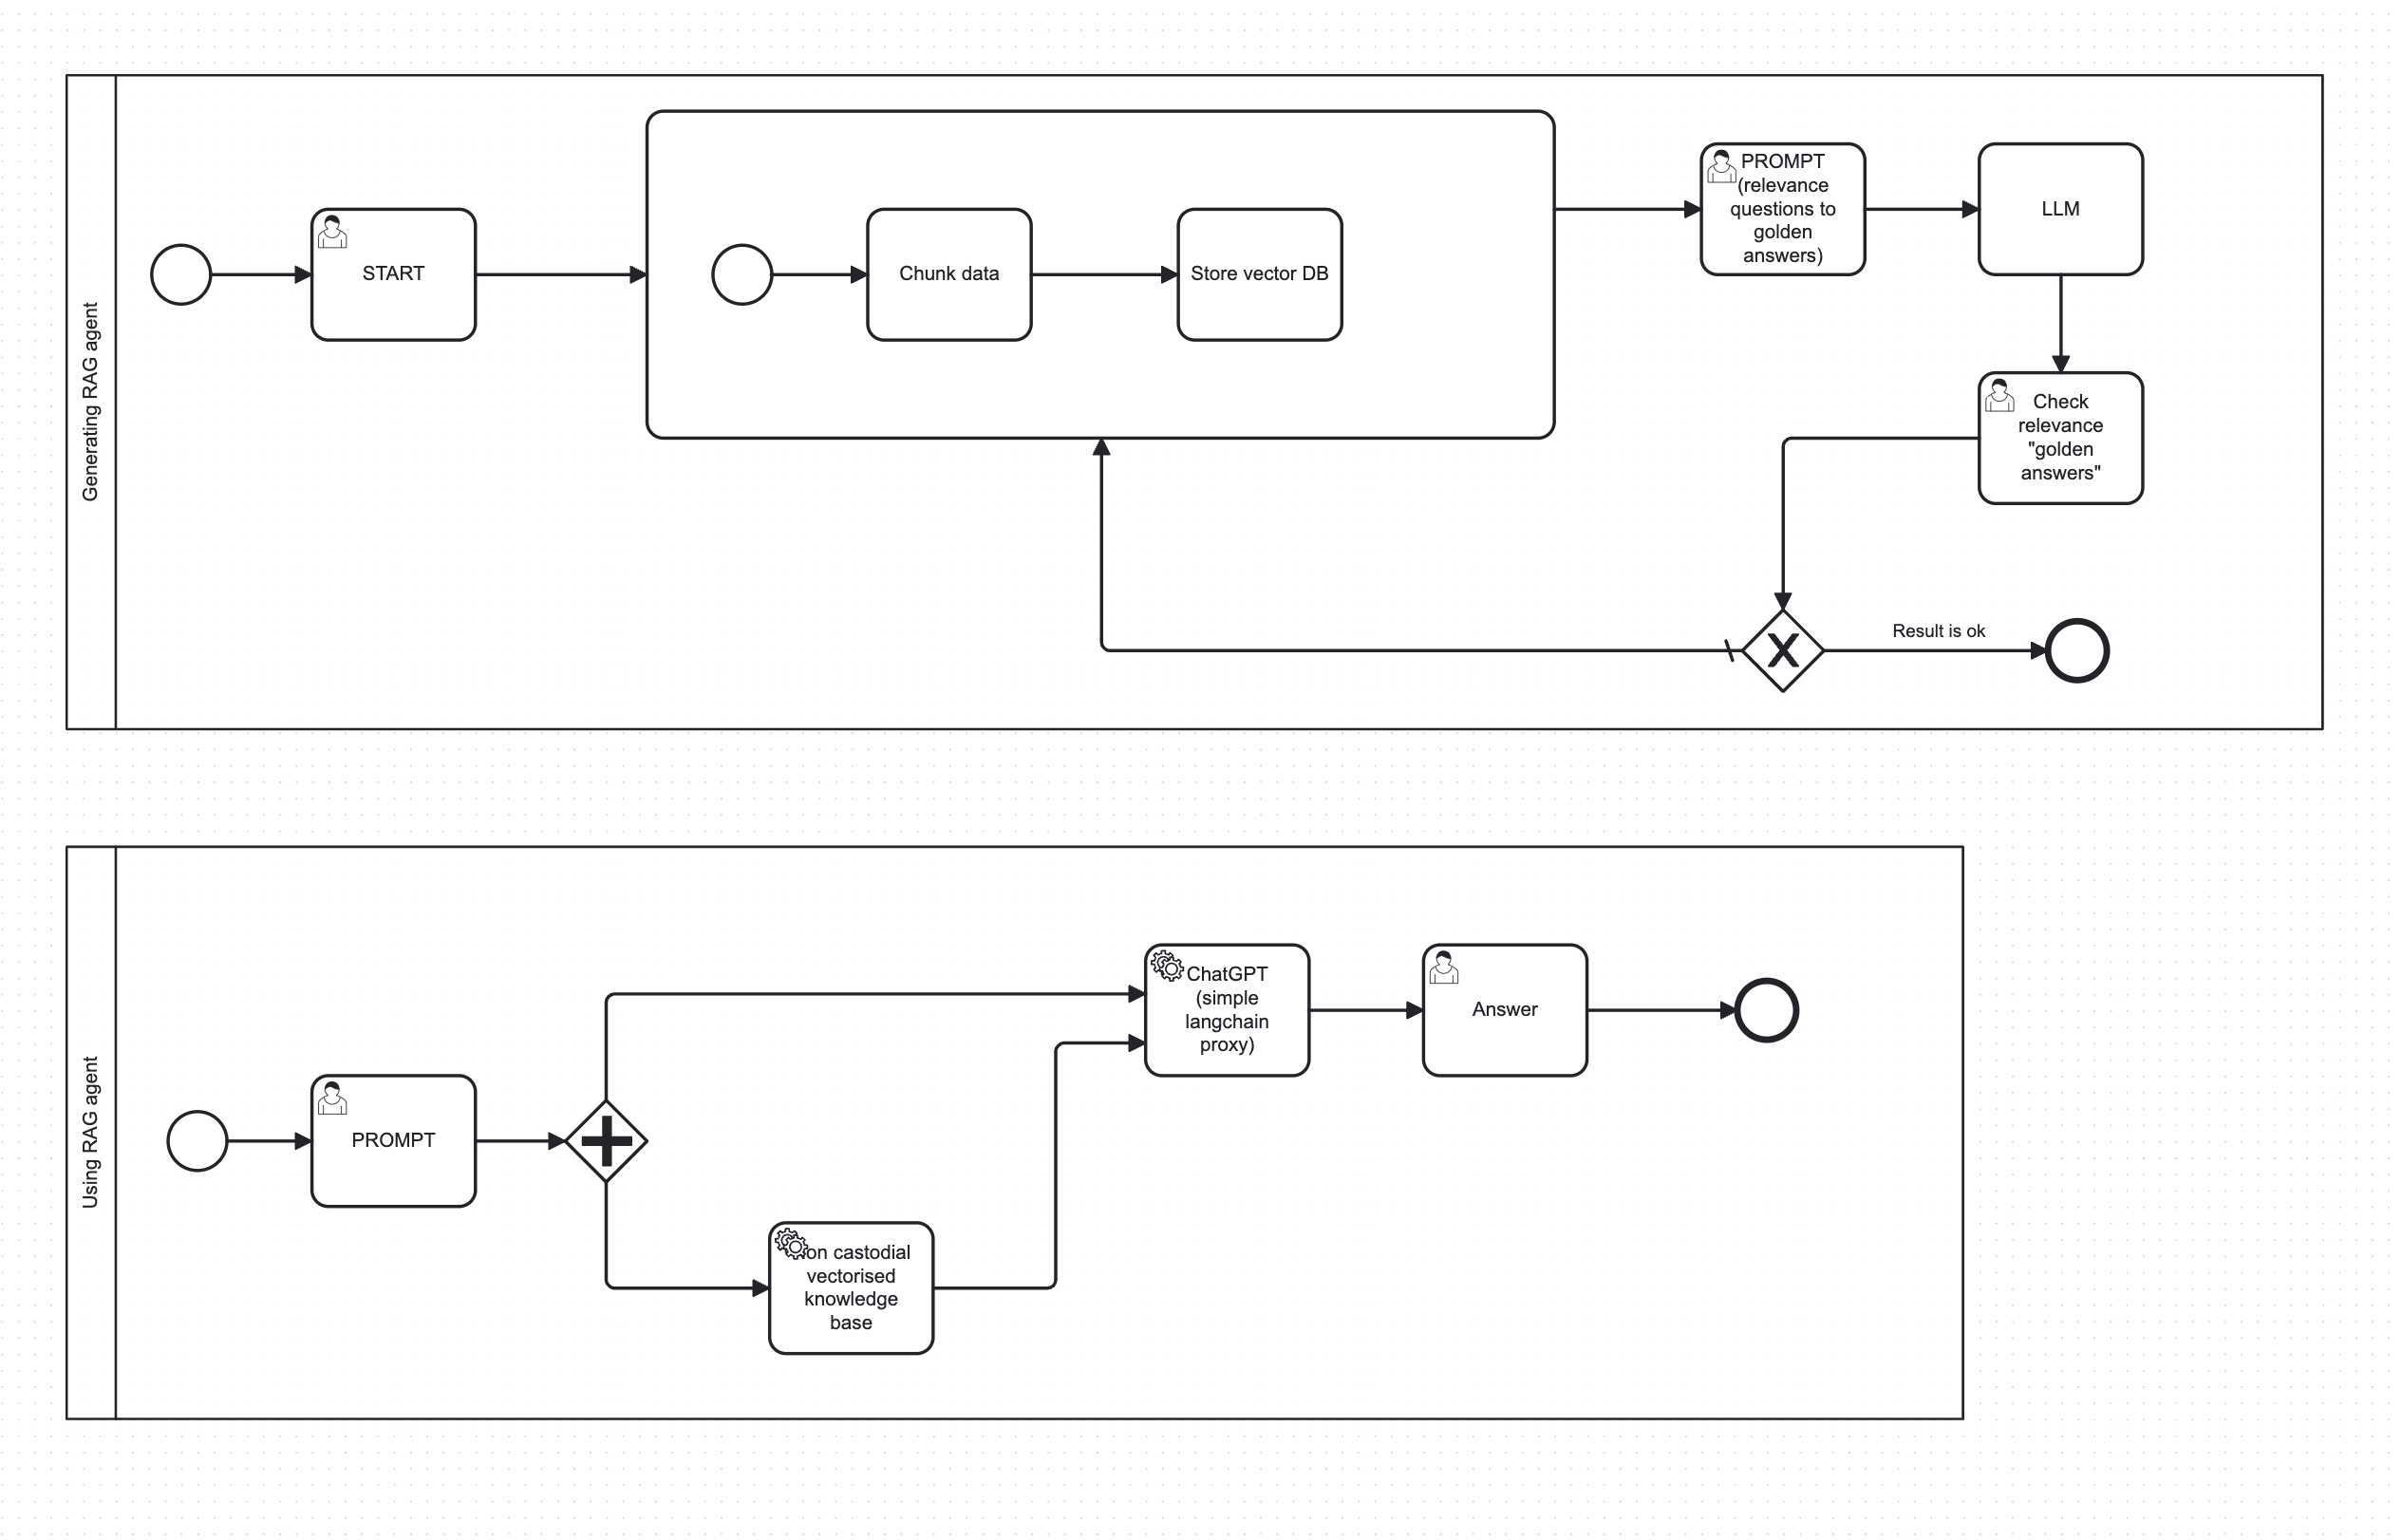 Generating RAG agent
START
Chunk data
Store vector DB
PROMPT
(relevance
questions to
golden
answers)
LLM
Check
relevance
"golden
answers"
X
Result is ok
Using RAG agent
PROMPT
on castodial
vectorised
knowledge
base
ChatGPT
(simple
langchain
proxy)
Answer